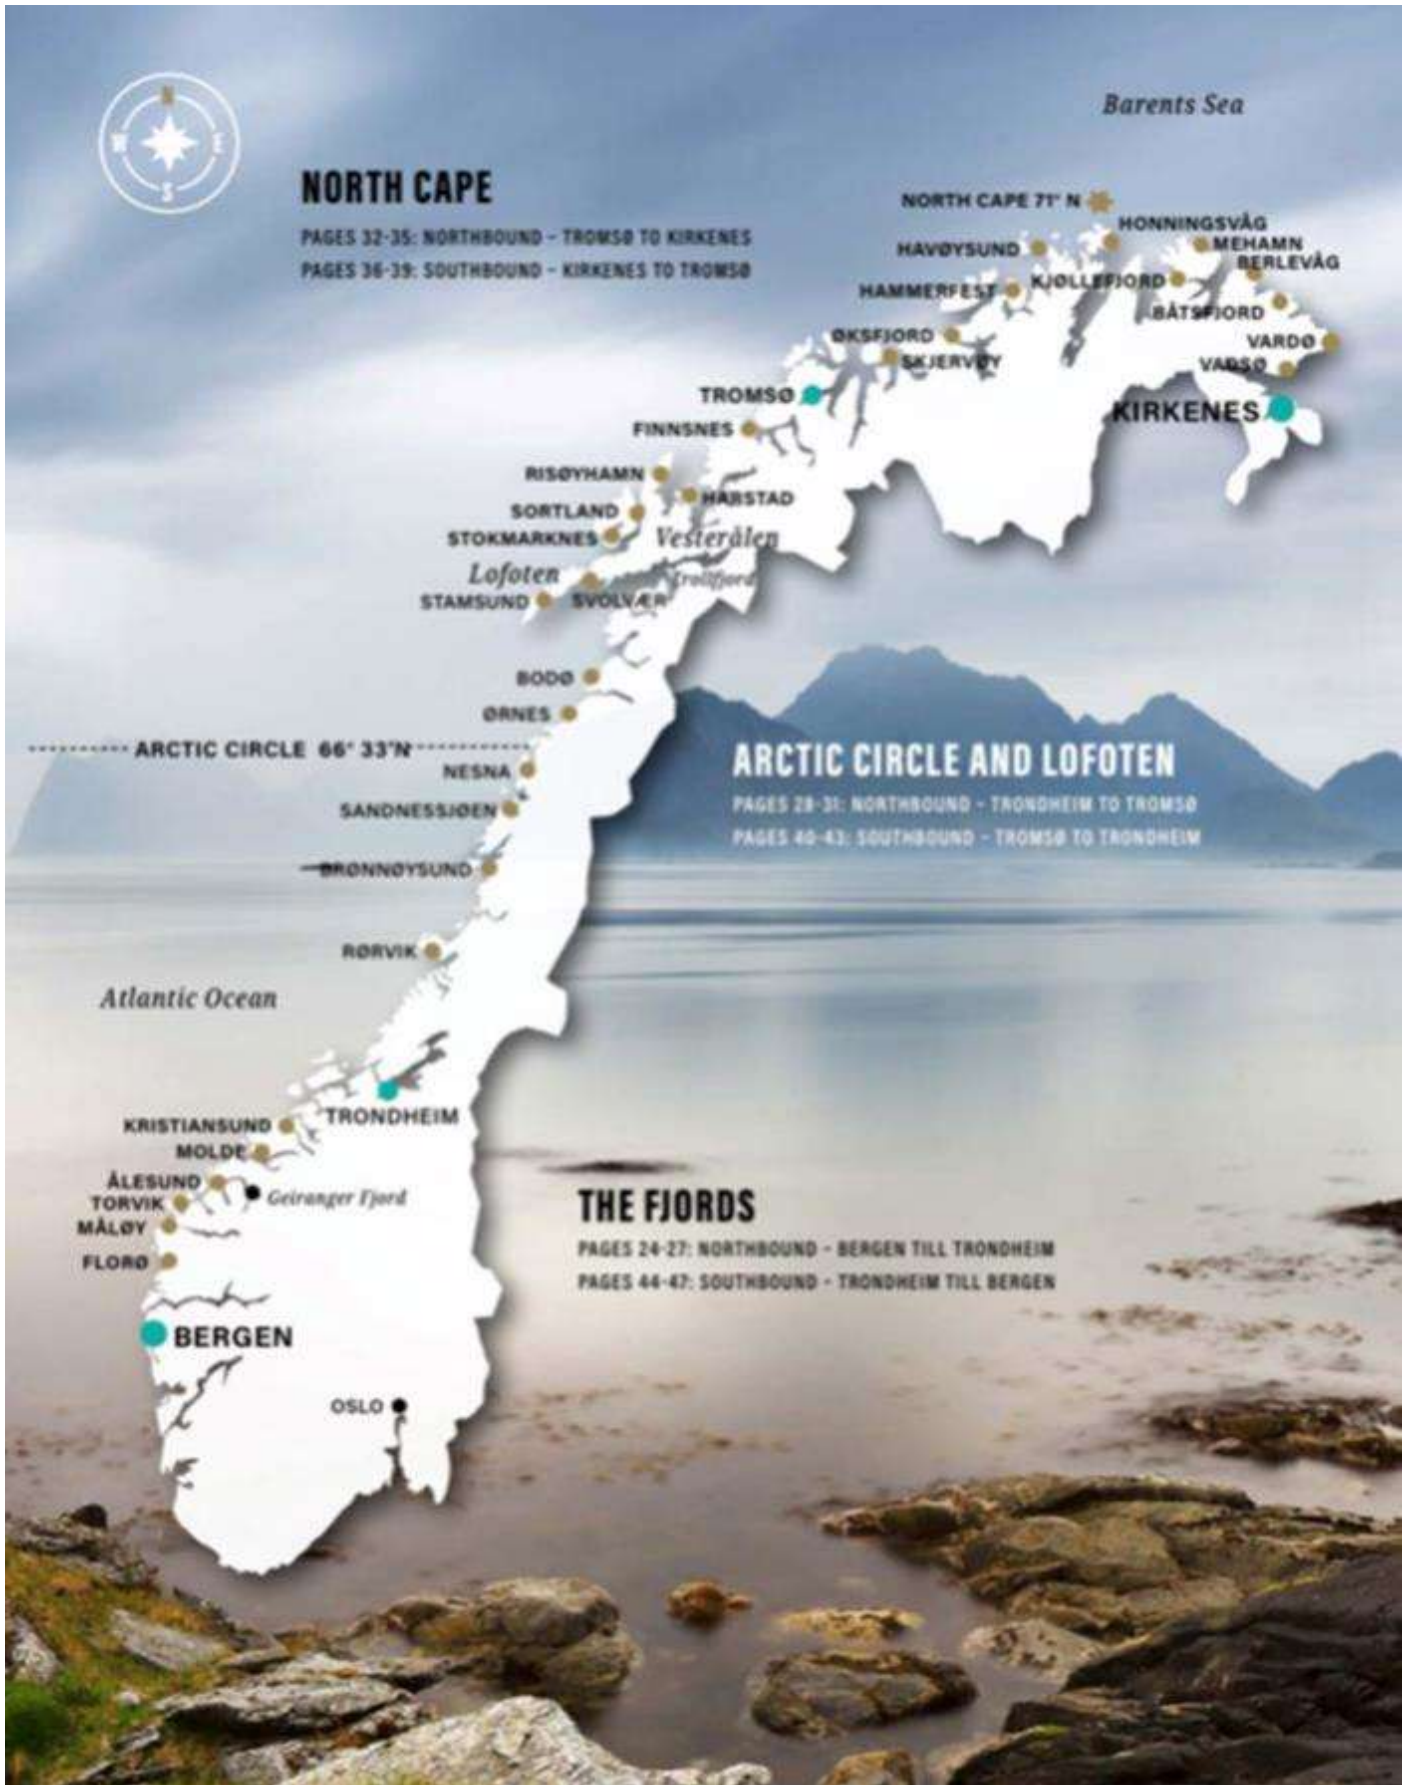 Barents Sea
N
W E
S
NORTH CAPE
PAGES 32-35: NORTHBOUND - TROMSØ TO KIRKENES
PAGES 36-39: SOUTHBOUND - KIRKENES TO TROMSØ
NORTH CAPE 71° N
HONNINGSVÅG
HAVØYSUND
MEHAMN
BERLEVÅG
KJØLLEFJORD
HAMMERFEST
BÅTSFJORD
ØKSFJORD
VARDØ
SKJERVØY
VADSØ
TROMSØ
KIRKENES
FINNSNES
RISØYHAMN
HARSTAD
SORTLAND
STOKMARKNES
Vesterålen
Lofoten
Trollfjord
STAMSUND
SVOLVÆR
BODØ
ØRNES
ARCTIC CIRCLE 66° 33'N
NESNA
ARCTIC CIRCLE AND LOFOTEN
PAGES 28-31: NORTHBOUND - TRONDHEIM TO TROMSØ
PAGES 40-43: SOUTHBOUND - TROMSØ TO TRONDHEIM
SANDNESSJØEN
BRØNNØYSUND
RØRVIK
Atlantic Ocean
TRONDHEIM
KRISTIANSUND
MOLDE
ÅLESUND
Geiranger Fjord
TORVIK
MÅLØY
FLORØ
THE FJORDS
PAGES 24-27: NORTHBOUND - BERGEN TILL TRONDHEIM
PAGES 44-47: SOUTHBOUND - TRONDHEIM TILL BERGEN
BERGEN
OSLO